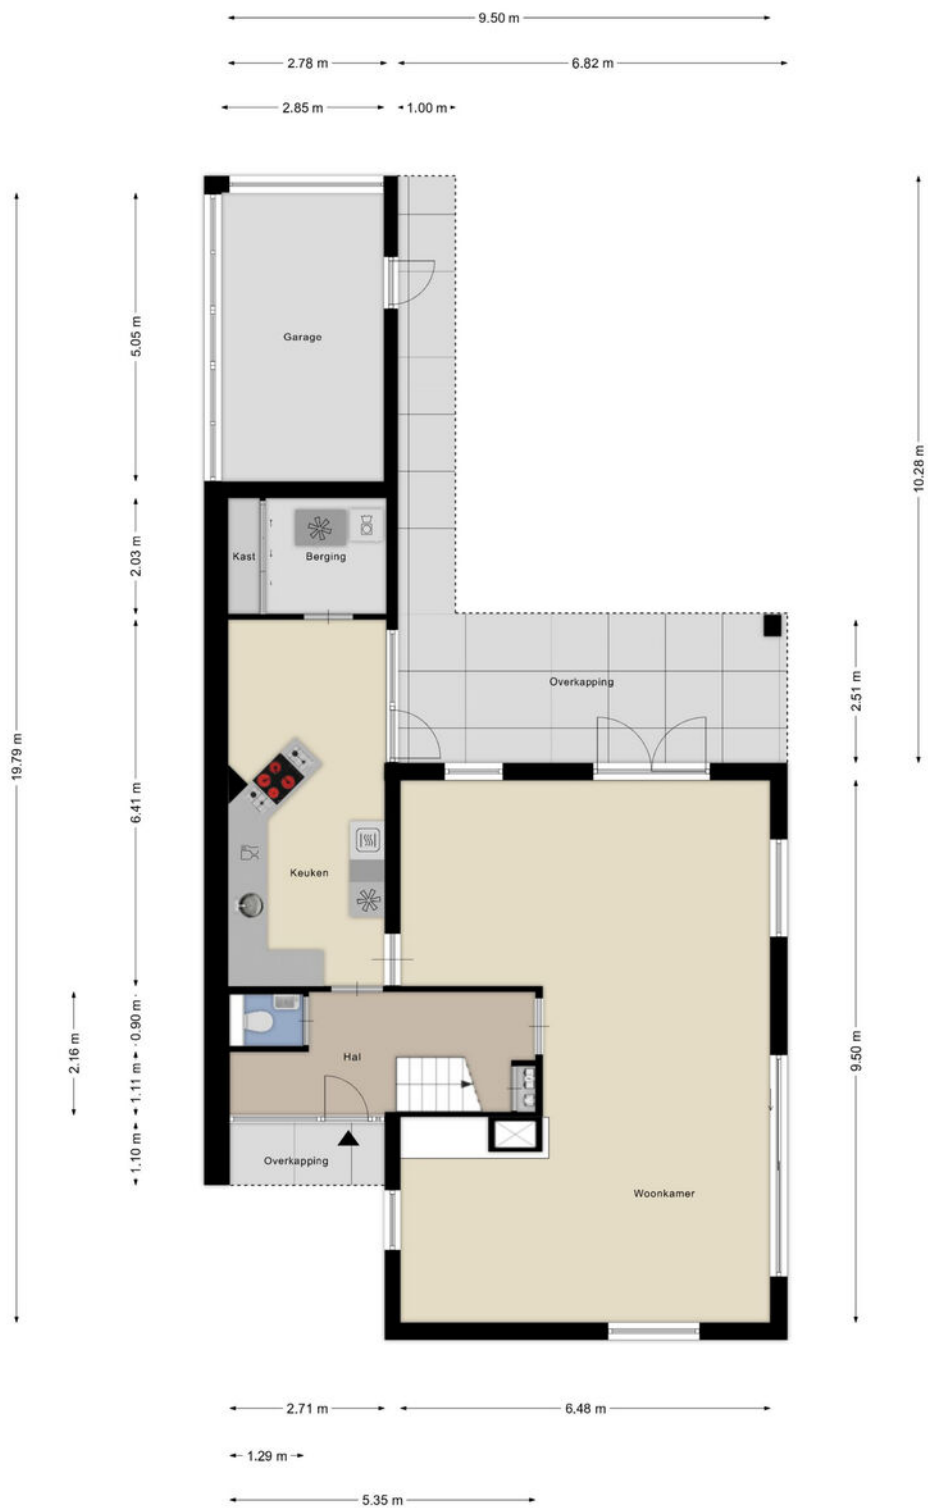 9.50 m
2.78 m
6.82 m
2.85 m
1.00 m
Garage
5.05 m
10.28 m
2.03 m
Kast
Berging
Overkapping
2.51 m
19.79 m
6.41 m
Keuken
9.50 m
0.90 m
2.16 m
Hal
1.11 m
1.10 m
Overkapping
Woonkamer
2.71 m
6.48 m
1.29 m
5.35 m